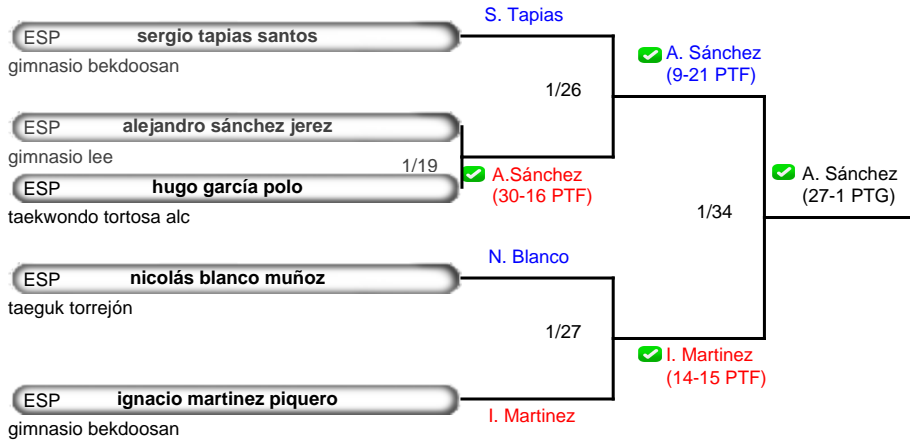 S. Tapias
ESP sergio tapias santos
gimnasio bekdoosan
A. Sánchez
(9-21 PTF)
1/26
ESP alejandro sánchez jerez
gimnasio lee
1/19
A.Sánchez
(30-16 PTF)
ESP hugo garcía polo
taekwondo tortosa alc
A. Sánchez
(27-1 PTG)
1/34
N. Blanco
ESP nicolás blanco muñoz
taeguk torrejón
1/27
I. Martinez
(14-15 PTF)
ESP ignacio martinez piquero
I. Martinez
gimnasio bekdoosan